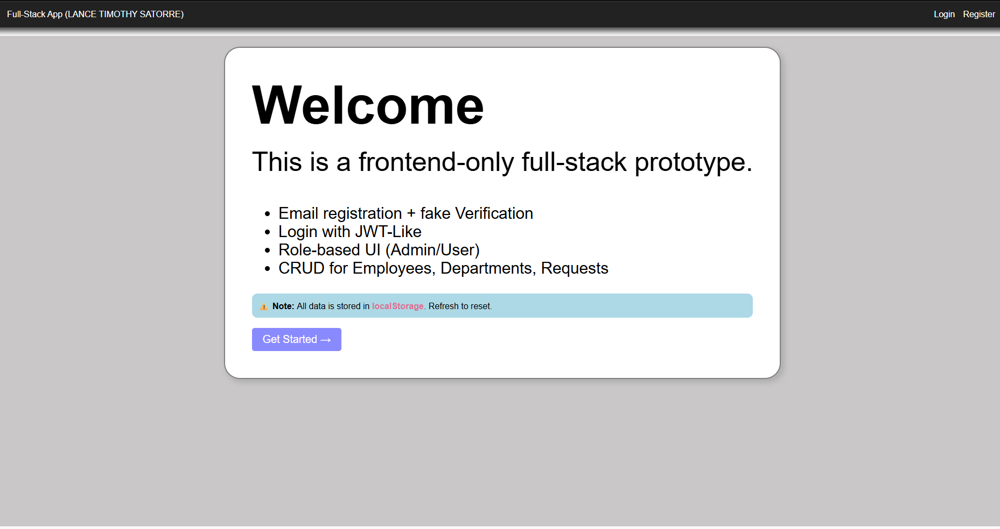 Full-Stack App (LANCE TIMOTHY SATORRE)
Login Register
Welcome
This is a frontend-only full-stack prototype.
• Email registration + fake Verification
• Login with JWT-Like
• Role-based UI (Admin/User)
• CRUD for Employees, Departments, Requests
⚠️ Note: All data is stored in localStorage. Refresh to reset.
Get Started →